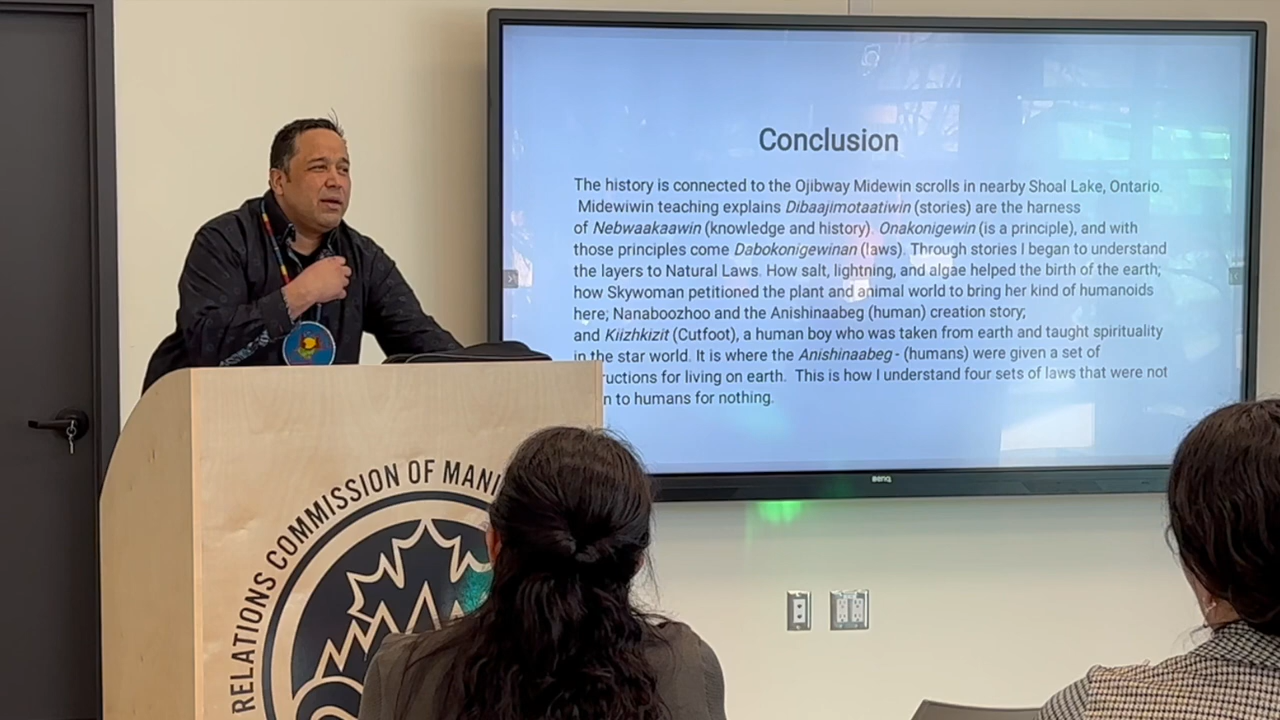 Conclusion
The history is connected to the Ojibway Midewin scrolls in nearby Shoal Lake, Ontario.
Midewiwin teaching explains Dibaajimotaatiwin (stories) are the harness
of Nebwaakaawin (knowledge and history). Onakonigewin (is a principle), and with
those principles come Dabokonigewinan (laws). Through stories I began to understand
the layers to Natural Laws. How salt, lightning, and algae helped the birth of the earth;
how Skywoman petitioned the plant and animal world to bring her kind of humanoids
here; Nanaboozhoo and the Anishinaabeg (human) creation story;
and Kiizhkizit (Cutfoot), a human boy who was taken from earth and taught spirituality
in the star world. It is where the Anishinaabeg - (humans) were given a set of
ructions for living on earth. This is how I understand four sets of laws that were not
n to humans for nothing.
BenQ
RELATIONS COMMISSION OF MANI